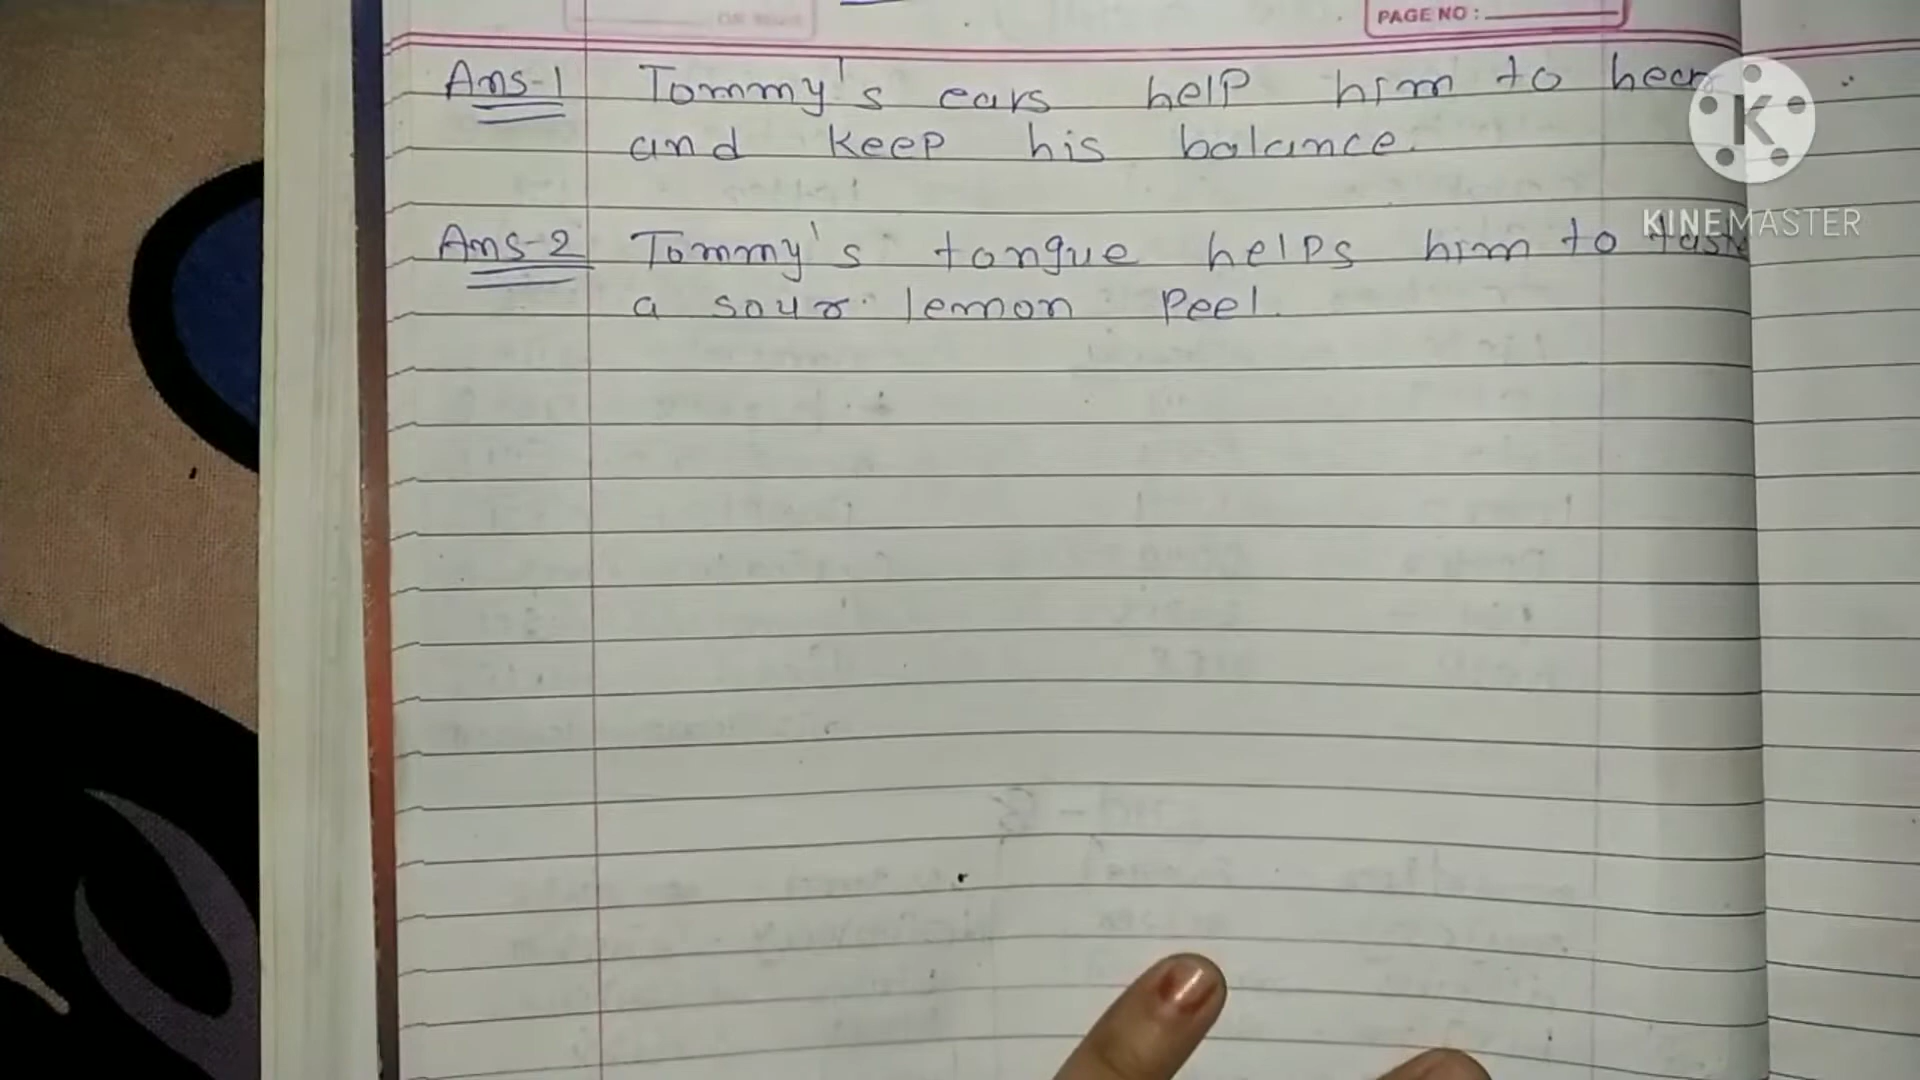 PAGE NO :
Ans-1 Tommy's ears help him to hear
and keep his balance.
Ans-2 Tommy's tongue helps him to taste
a sour lemon peel.
K
KINEMASTER